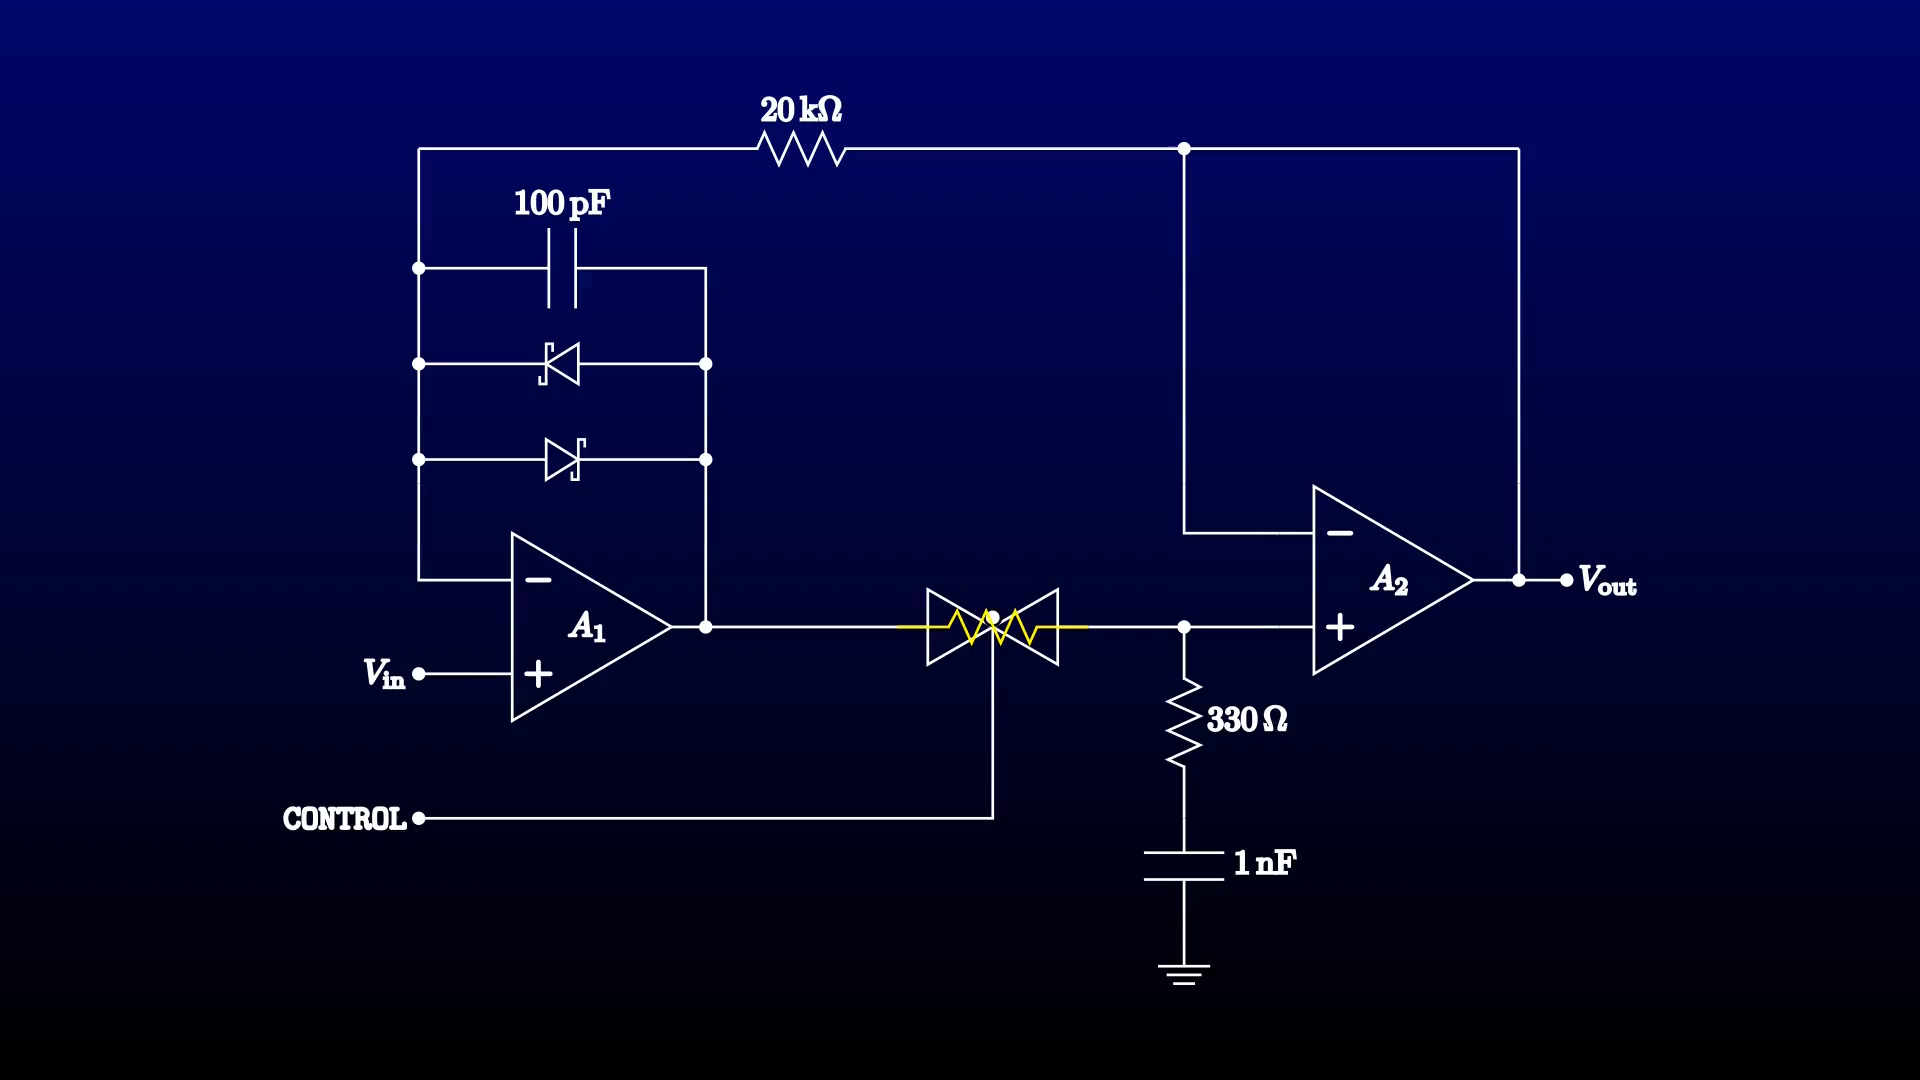 20 kΩ
100 pF
A1
Vin
A2
Vout
330 Ω
CONTROL
1 nF